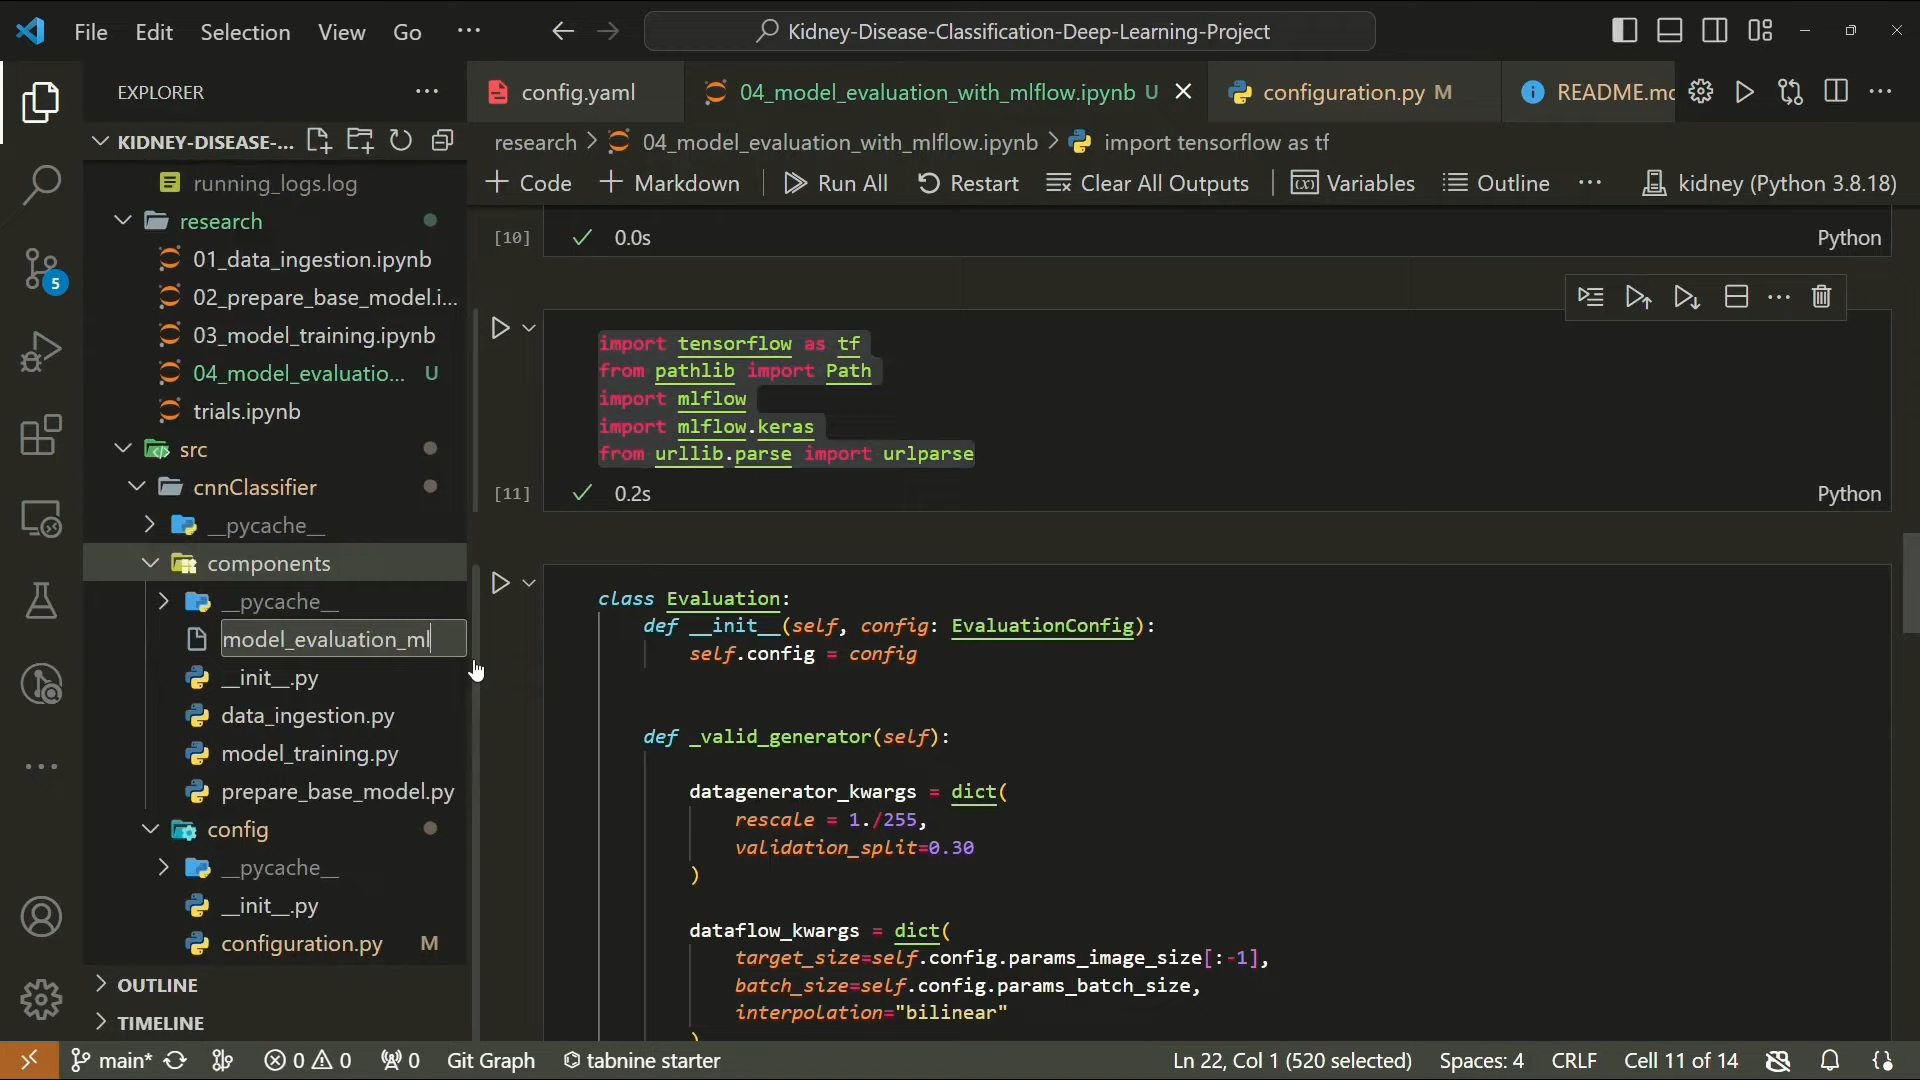 File Edit Selection View Go
Kidney-Disease-Classification-Deep-Learning-Project
EXPLORER
KIDNEY-DISEASE-...
running_logs.log
research
01_data_ingestion.ipynb
02_prepare_base_model.i...
03_model_training.ipynb
04_model_evaluatio... U
trials.ipynb
src
cnnClassifier
__pycache__
components
__pycache__
model_evaluation_ml
__init__.py
data_ingestion.py
model_training.py
prepare_base_model.py
config
__pycache__
__init__.py
configuration.py M
OUTLINE
TIMELINE
5
config.yaml
04_model_evaluation_with_mlflow.ipynb U
configuration.py M
README.md
research > 04_model_evaluation_with_mlflow.ipynb > import tensorflow as tf
+ Code + Markdown Run All Restart Clear All Outputs Variables Outline ... kidney (Python 3.8.18)
[10] 0.0s Python
import tensorflow as tf
from pathlib import Path
import mlflow
import mlflow.keras
from urllib.parse import urlparse
[11] 0.2s Python
class Evaluation:
def __init__(self, config: EvaluationConfig):
self.config = config
def _valid_generator(self):
datagenerator_kwargs = dict(
rescale = 1./255,
validation_split=0.30
)
dataflow_kwargs = dict(
target_size=self.config.params_image_size[:-1],
batch_size=self.config.params_batch_size,
interpolation="bilinear"
)
main* 0 0 0 Git Graph tabnine starter Ln 22, Col 1 (520 selected) Spaces: 4 CRLF Cell 11 of 14